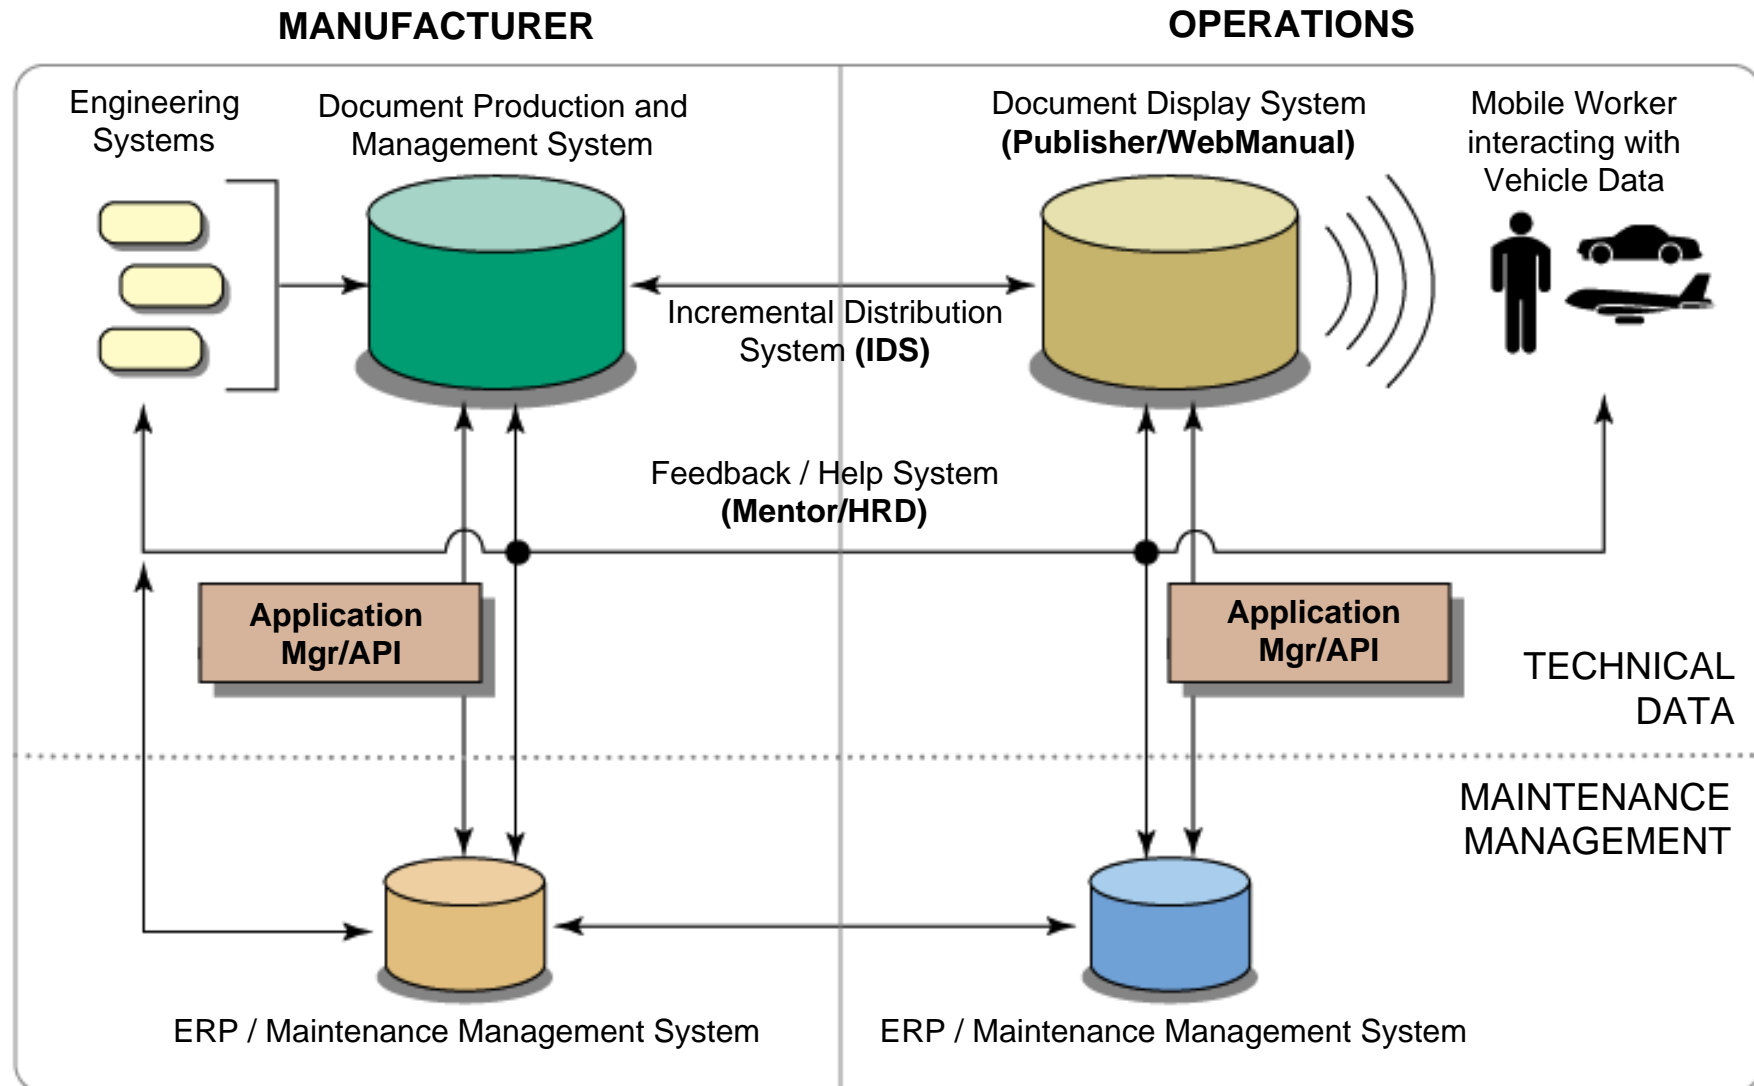 MANUFACTURER
OPERATIONS
Engineering
Systems
Document Production and
Management System
Document Display System
(Publisher/WebManual)
Mobile Worker
interacting with
Vehicle Data
Incremental Distribution
System (IDS)
Feedback / Help System
(Mentor/HRD)
Application
Mgr/API
Application
Mgr/API
TECHNICAL
DATA
MAINTENANCE
MANAGEMENT
ERP / Maintenance Management System
ERP / Maintenance Management System